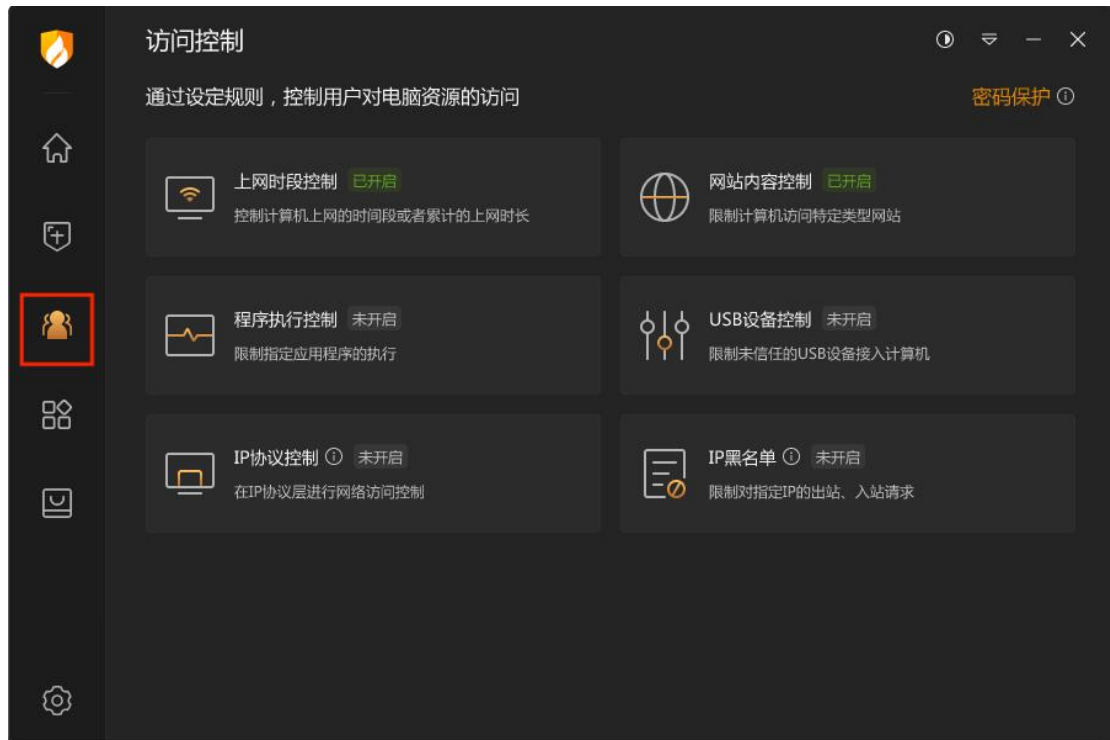 访问控制
通过设定规则，控制用户对电脑资源的访问
密码保护
上网时段控制 已开启
控制计算机上网的时间段或者累计的上网时长
网站内容控制 已开启
限制计算机访问特定类型网站
程序执行控制 未开启
限制指定应用程序的执行
USB设备控制 未开启
限制未信任的USB设备接入计算机
IP协议控制 未开启
在IP协议层进行网络访问控制
IP黑名单 未开启
限制对指定IP的出站、入站请求